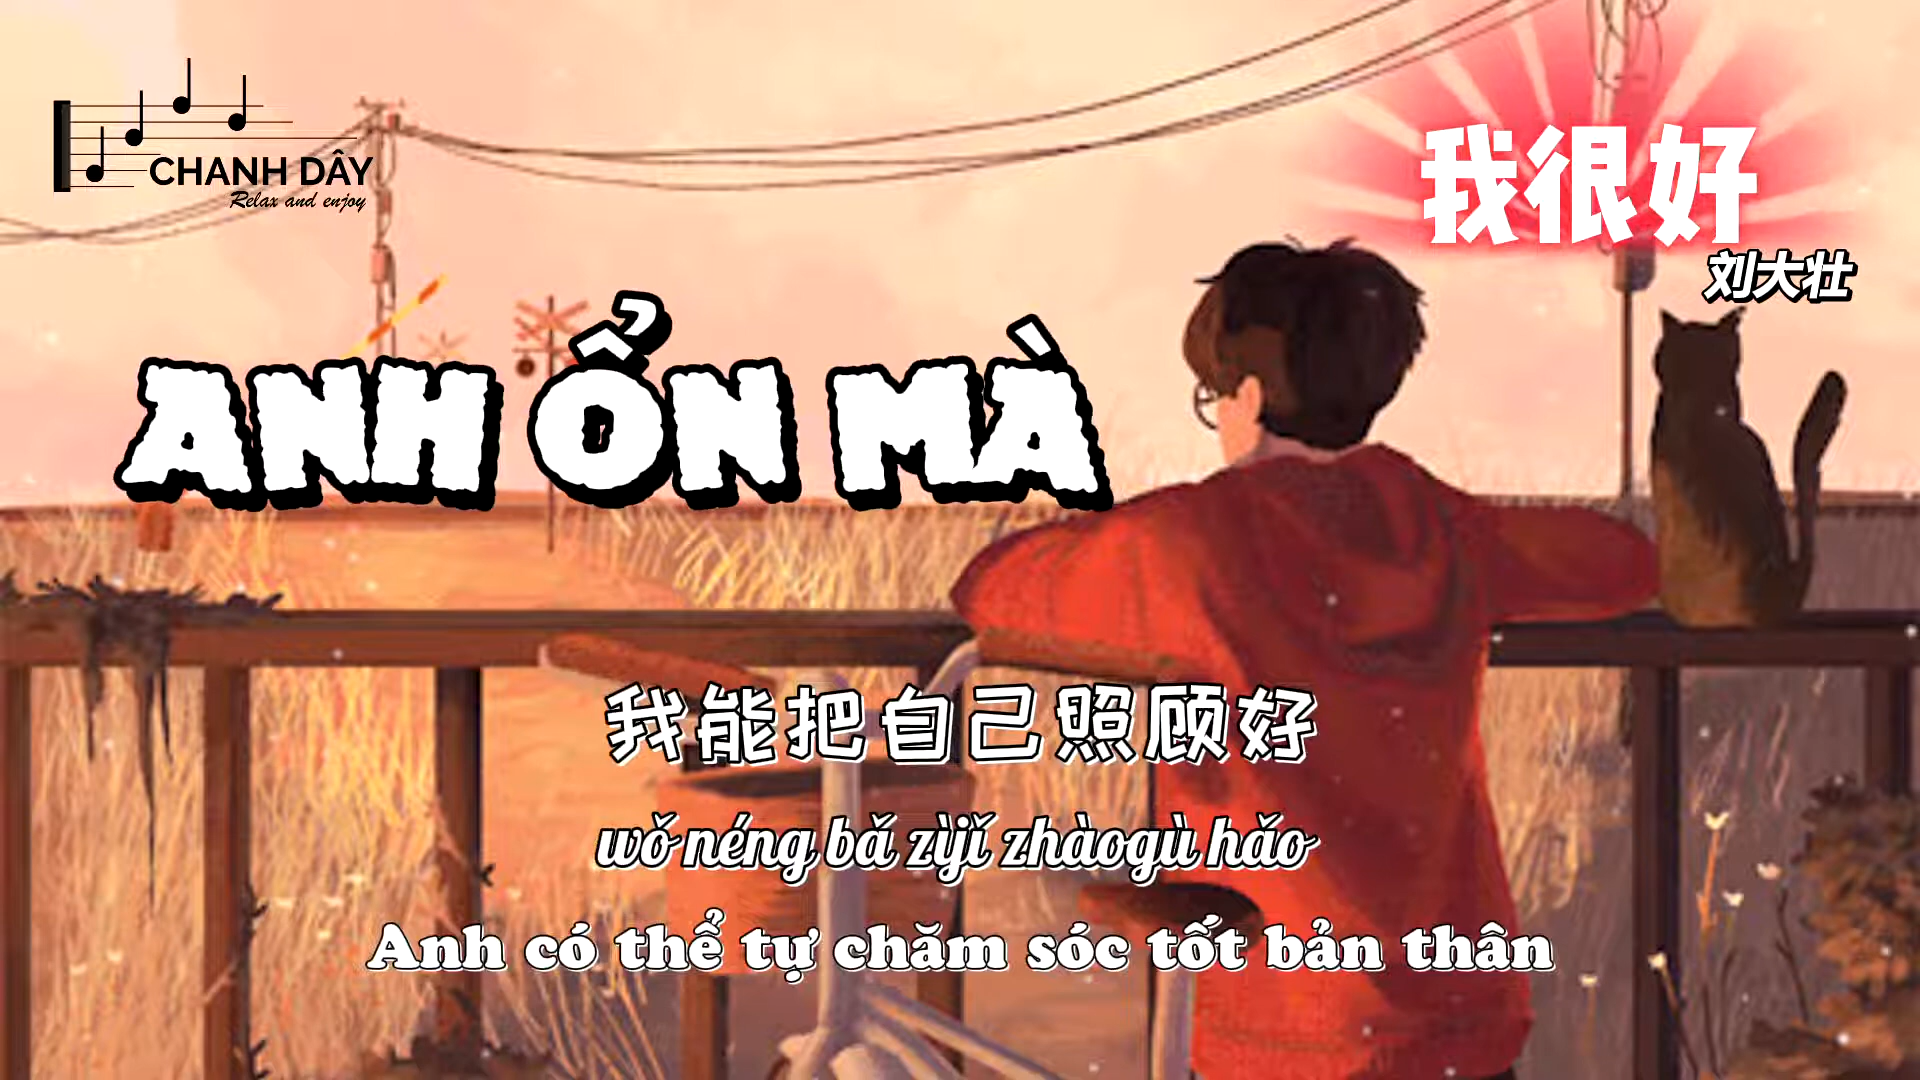 CHANH DÂY
Relax and enjoy
我很好
刘大壮
ANH ỔN MÀ
我能把自己照顾好
wǒ néng bǎ zìjǐ zhàogù hǎo
Anh có thể tự chăm sóc tốt bản thân